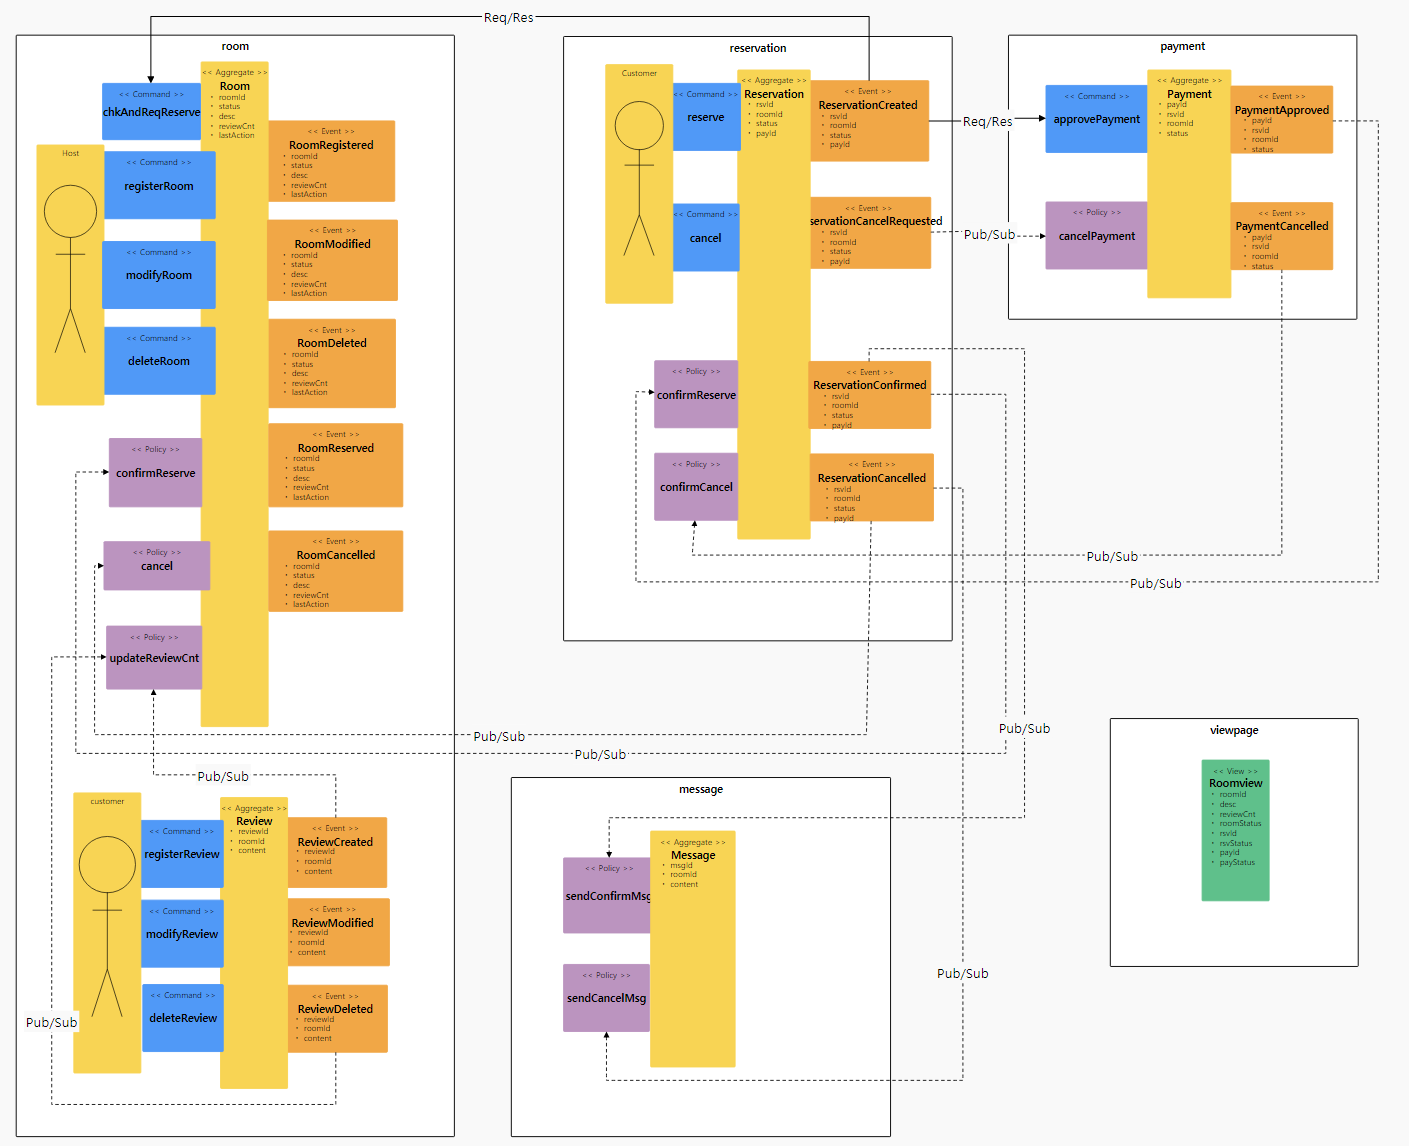 Req/Res
room
<< Aggregate >>
Room
roomId
status
desc
reviewCnt
lastAction
<< Command >>
chkAndReqReserve
Host
<< Command >>
registerRoom
<< Command >>
modifyRoom
<< Command >>
deleteRoom
<< Event >>
RoomRegistered
roomId
status
desc
reviewCnt
lastAction
<< Event >>
RoomModified
roomId
status
desc
reviewCnt
lastAction
<< Event >>
RoomDeleted
roomId
status
desc
reviewCnt
lastAction
<< Policy >>
confirmReserve
<< Event >>
RoomReserved
roomId
status
desc
reviewCnt
lastAction
<< Policy >>
cancel
<< Event >>
RoomCancelled
roomId
status
desc
reviewCnt
lastAction
<< Policy >>
updateReviewCnt
Pub/Sub
Pub/Sub
Pub/Sub
customer
<< Aggregate >>
Review
reviewId
roomId
content
<< Command >>
registerReview
<< Event >>
ReviewCreated
reviewId
roomId
content
<< Command >>
modifyReview
<< Event >>
ReviewModified
reviewId
roomId
content
<< Command >>
deleteReview
<< Event >>
ReviewDeleted
reviewId
roomId
content
Pub/Sub
reservation
Customer
<< Aggregate >>
Reservation
rsvId
roomId
status
payId
<< Command >>
reserve
<< Event >>
ReservationCreated
rsvId
roomId
status
payId
<< Command >>
cancel
<< Event >>
servationCancelRequested
rsvId
roomId
status
payId
<< Policy >>
confirmReserve
<< Event >>
ReservationConfirmed
rsvId
roomId
status
payId
<< Policy >>
confirmCancel
<< Event >>
ReservationCancelled
rsvId
roomId
status
payId
Req/Res
Pub/Sub
payment
<< Command >>
approvePayment
<< Aggregate >>
Payment
payId
rsvId
roomId
status
<< Event >>
PaymentApproved
payId
rsvId
roomId
status
<< Policy >>
cancelPayment
<< Event >>
PaymentCancelled
payId
rsvId
roomId
status
Pub/Sub
Pub/Sub
Pub/Sub
message
<< Aggregate >>
Message
msgId
roomId
content
<< Policy >>
sendConfirmMsg
<< Policy >>
sendCancelMsg
Pub/Sub
viewpage
<< View >>
Roomview
roomId
desc
reviewCnt
roomStatus
rsvId
rsvStatus
payId
payStatus